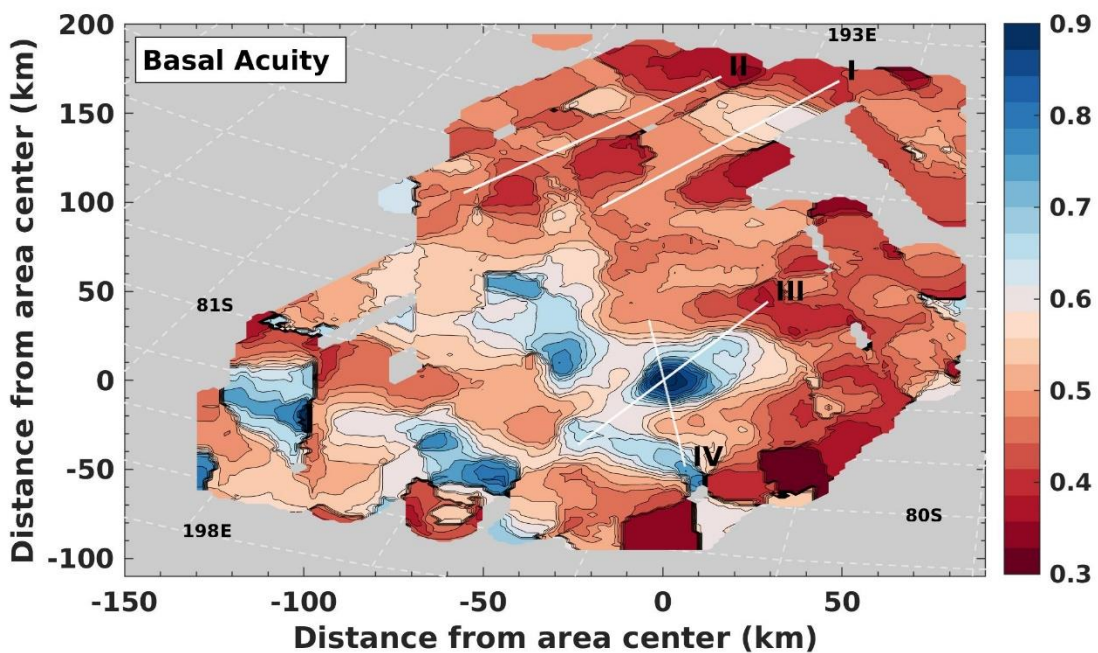 200
150
100
50
0
-50
-100
Distance from area center (km)
Basal Acuity
193E
II
I
III
81S
IV
198E
80S
-150
-100
-50
0
50
Distance from area center (km)
0.9
0.8
0.7
0.6
0.5
0.4
0.3